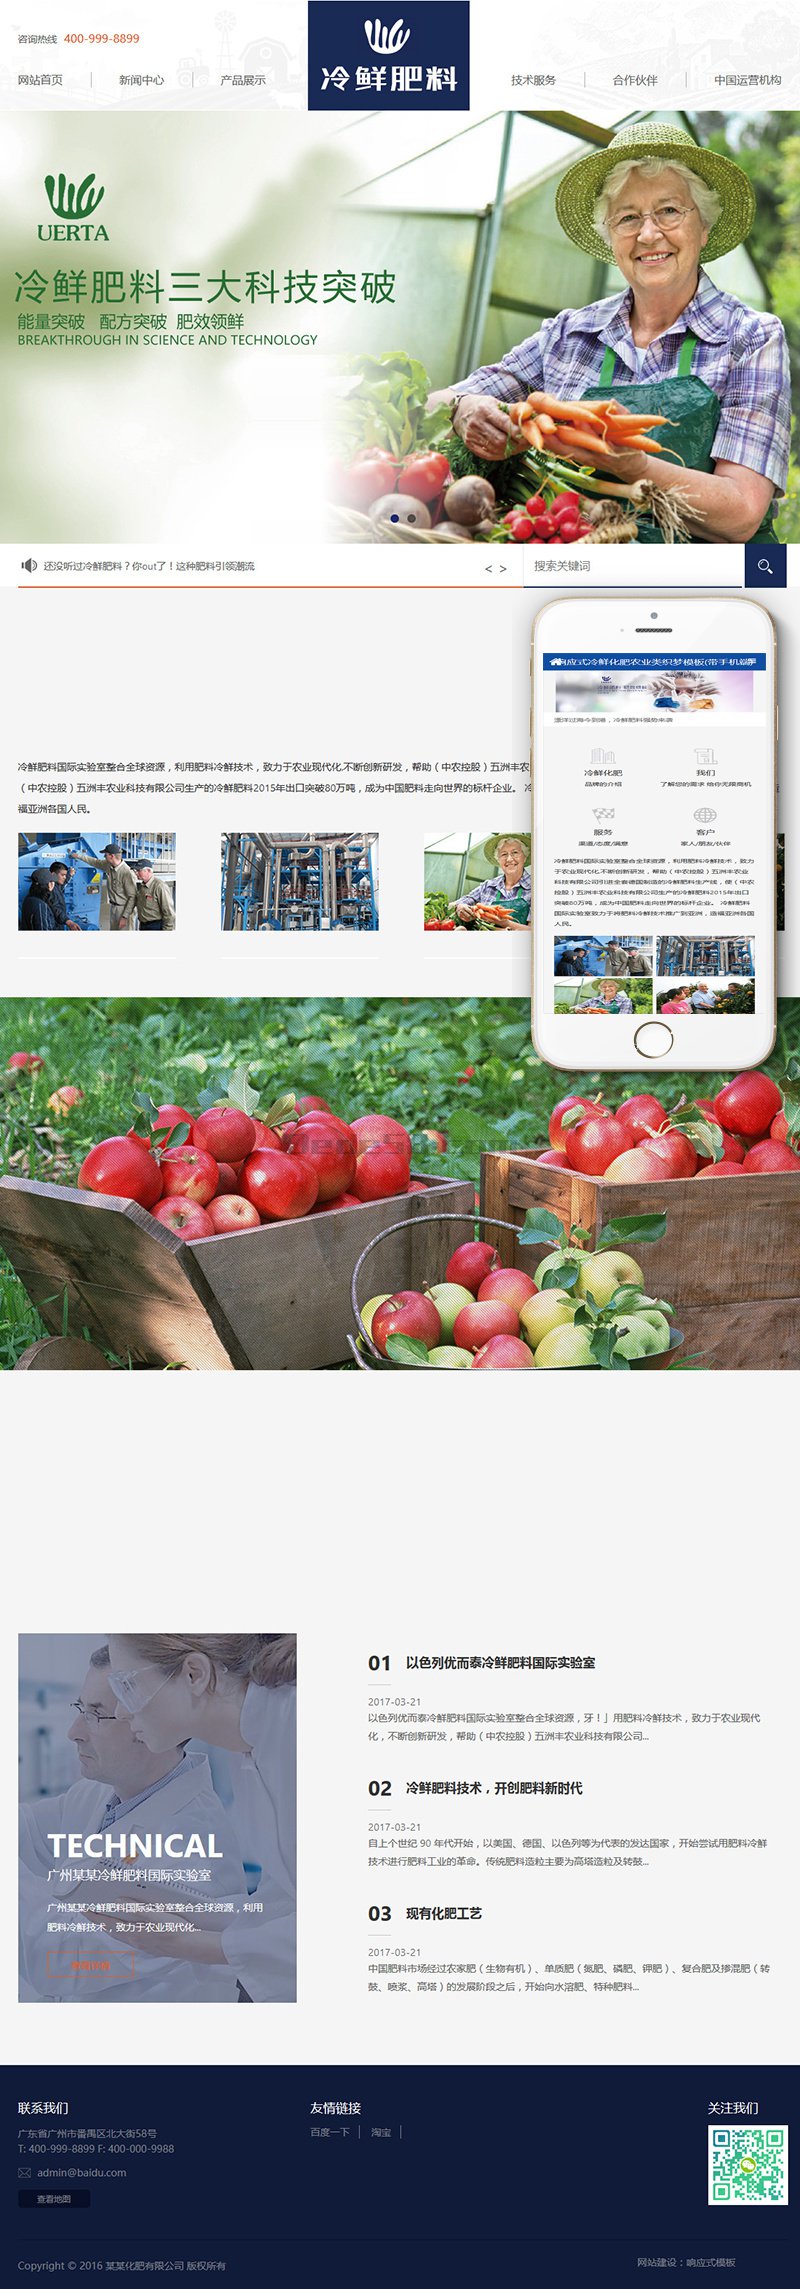 咨询热线 400-999-8899
冷鲜肥料
网站首页 新闻中心 产品展示 技术服务 合作伙伴 中国运营机构
UERTA
冷鲜肥料三大科技突破
能量突破 配方突破 肥效领鲜
BREAKTHROUGH IN SCIENCE AND TECHNOLOGY
还没听过冷鲜肥料？你out了！这种肥料引领潮流
< >
搜索关键词
冷鲜肥料国际实验室整合全球资源，利用肥料冷鲜技术，致力于农业现代化,不断创新研发，帮助（中农控股）五洲丰农
（中农控股）五洲丰农业科技有限公司生产的冷鲜肥料2015年出口突破80万吨，成为中国肥料走向世界的标杆企业。 冷
福亚洲各国人民。
响应式冷鲜化肥农业类织梦模板(带手机端
漂洋过海今到港，冷鲜肥料强势来袭
冷鲜化肥 我们
品牌的介绍 了解您的需求 给你无限商机
服务 客户
渠道/态度/满意 家人/朋友/伙伴
冷鲜肥料国际实验室整合全球资源，利用肥料冷鲜技术，致力
于农业现代化,不断创新研发，帮助（中农控股）五洲丰农业
科技有限公司引进全套德国制造的冷鲜肥料生产线，使（中农
控股）五洲丰农业科技有限公司生产的冷鲜肥料2015年出口
突破80万吨，成为中国肥料走向世界的标杆企业。 冷鲜肥料
国际实验室致力于将肥料冷鲜技术推广到亚洲，造福亚洲各国
人民。
TECHNICAL
广州某某冷鲜肥料国际实验室
广州某某冷鲜肥料国际实验室整合全球资源，利用
肥料冷鲜技术，致力于农业现代化...
查看详情
01 以色列优而泰冷鲜肥料国际实验室
2017-03-21
以色列优而泰冷鲜肥料国际实验室整合全球资源，牙！」用肥料冷鲜技术，致力于农业现代
化，不断创新研发，帮助（中农控股）五洲丰农业科技有限公司...
02 冷鲜肥料技术，开创肥料新时代
2017-03-21
自上个世纪 90 年代开始，以美国、德国、以色列等为代表的发达国家，开始尝试用肥料冷鲜
技术进行肥料工业的革命。传统肥料造粒主要为高塔造粒及转鼓...
03 现有化肥工艺
2017-03-21
中国肥料市场经过农家肥（生物有机）、单质肥（氮肥、磷肥、钾肥）、复合肥及掺混肥（转
鼓、喷浆、高塔）的发展阶段之后，开始向水溶肥、特种肥料...
联系我们 友情链接 关注我们
广东省广州市番禺区北大街58号 百度一下 淘宝
T: 400-999-8899 F: 400-000-9988
admin@baidu.com
查看地图
Copyright © 2016 某某化肥有限公司 版权所有 网站建设：响应式模板